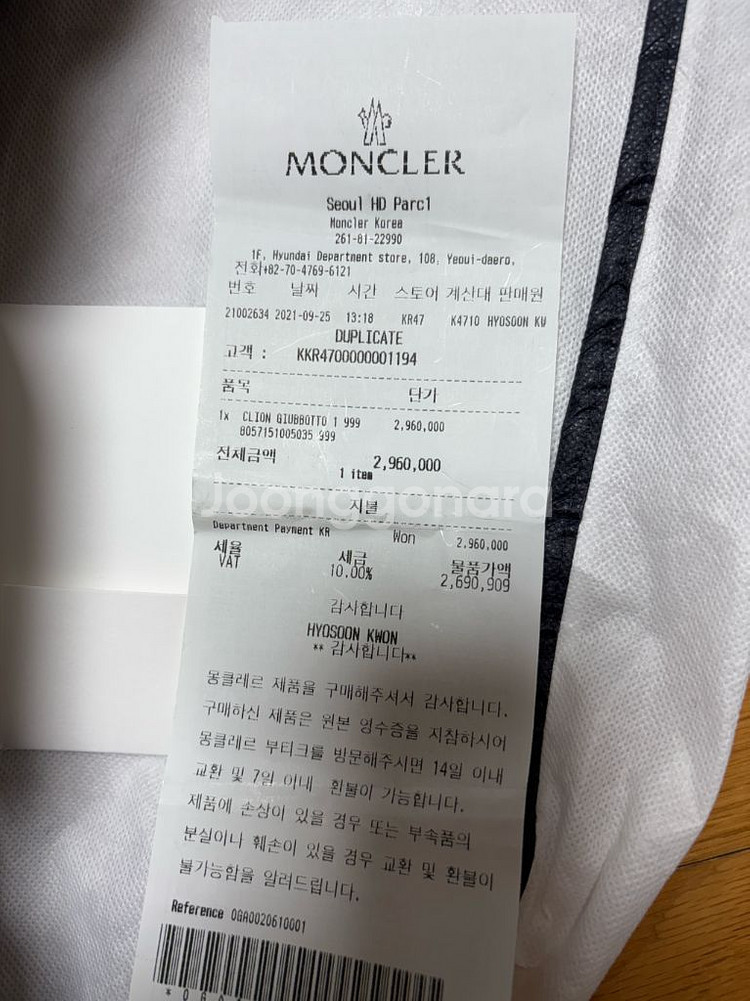 MONCLER
Seoul HD Parc1
Moncler Korea
261-81-22990
1F, Hyundai Department store, 108, Yeoui-daero,
전화+82-70-4769-6121
번호 날짜 시간 스토어 계산대 판매원
21002634 2021-09-25 13:18 KR47 K4710 HYOSOON KW
DUPLICATE
고객 : KKR4700000001194
품목 단가
1x CLION GIUBBOTTO 1 999 2,960,000
8057151005035 999
전체금액 2,960,000
1 item
Joonggonara
지불
Department Payment KR Won 2,960,000
세율 세금 물품가액
VAT 10.00% 2,690,909
감사합니다
HYOSOON KWON
** 감사합니다**
몽클레르 제품을 구매해주셔서 감사합니다.
구매하신 제품은 원본 영수증을 지참하시어
몽클레르 부티크를 방문해주시면 14일 이내
교환 및 7일 이내 환불이 가능합니다.
제품에 손상이 있을 경우 또는 부속품의
분실이나 훼손이 있을 경우 교환 및 환불이
불가능함을 알려드립니다.
Reference 0GA0020610001